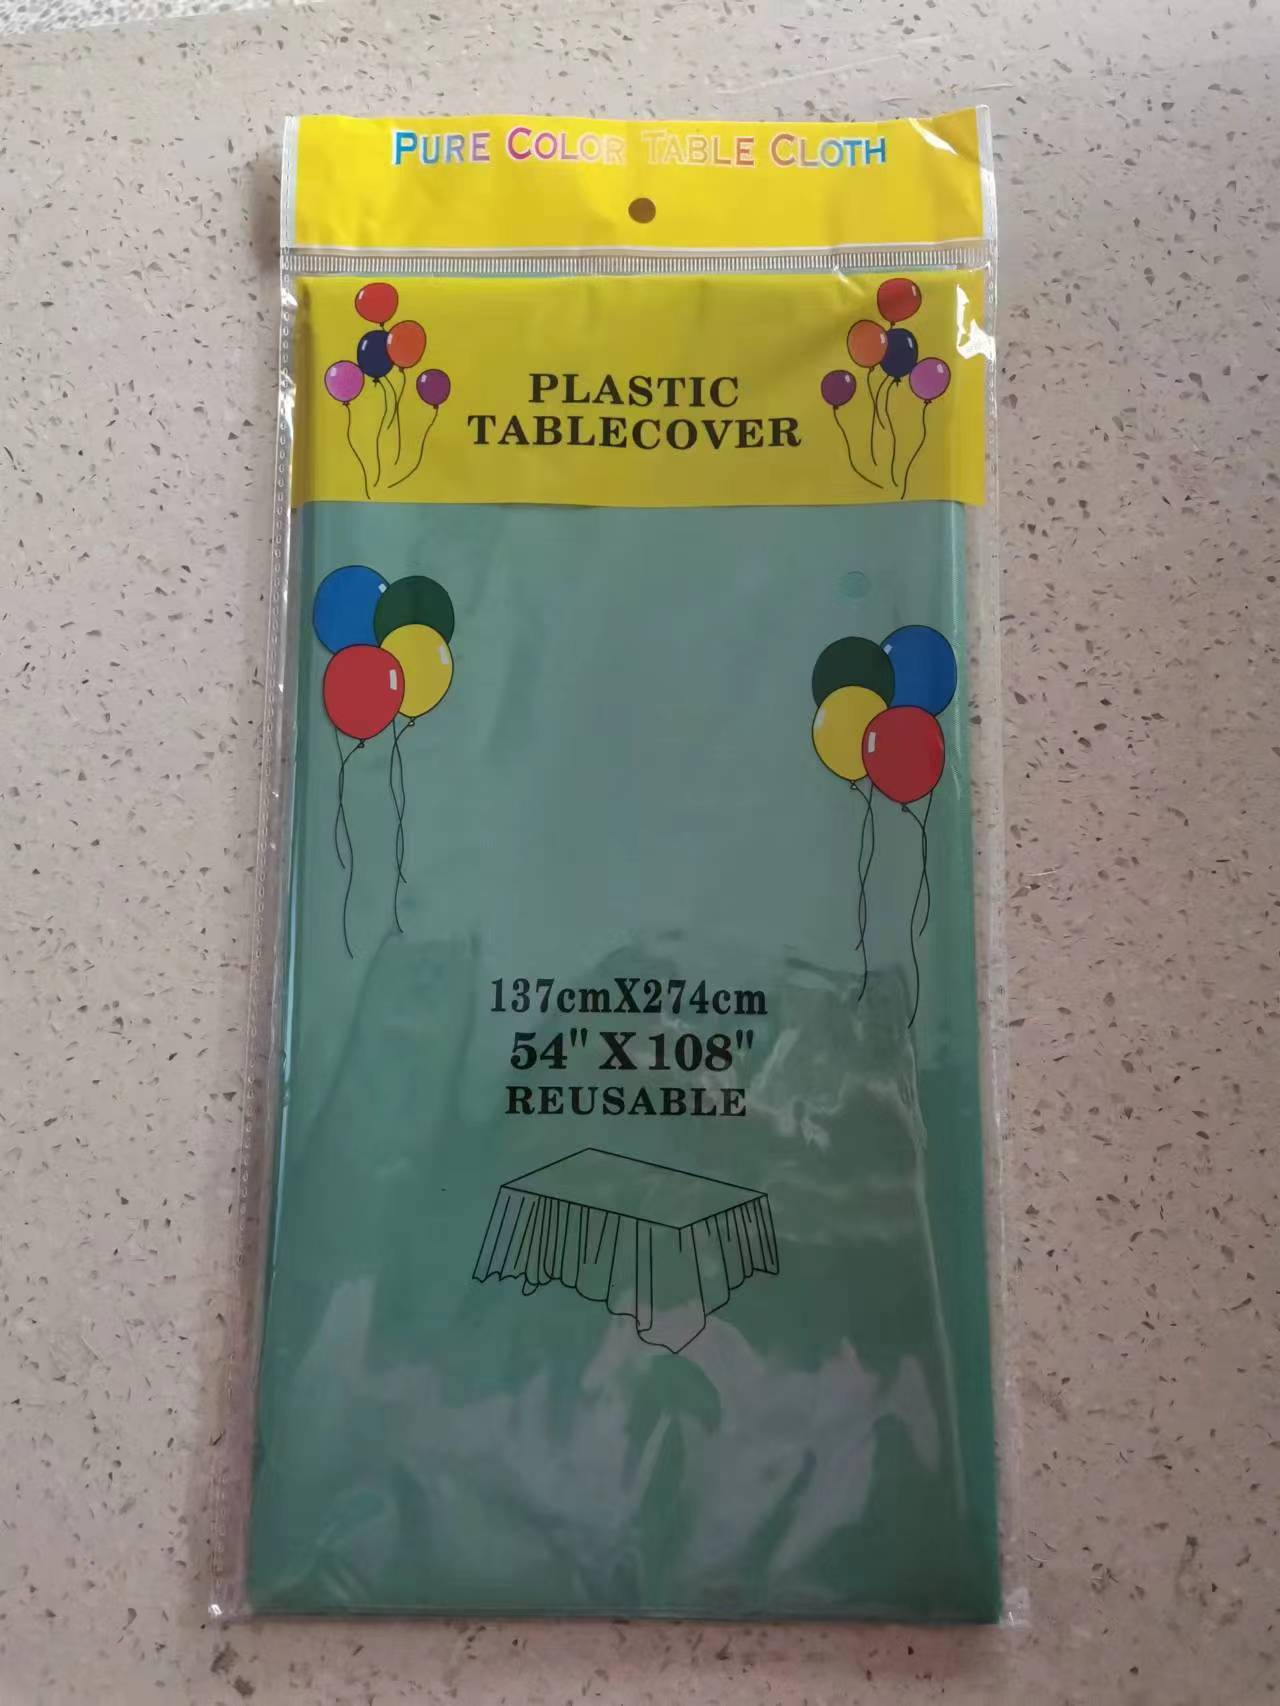 PURE COLOR TABLE CLOTH
PLASTIC
TABLECOVER
137cmX274cm
54" X 108"
REUSABLE